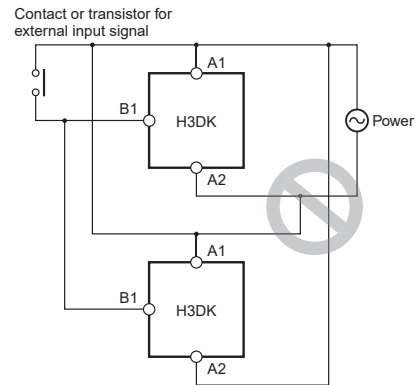 Contact or transistor for
external input signal
A1
B1
H3DK
Power
A2
A1
B1
H3DK
A2